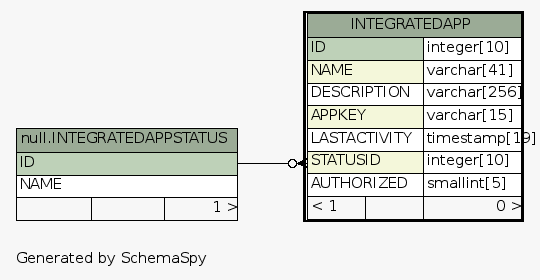 INTEGRATEDAPP
ID integer[10]
NAME varchar[41]
DESCRIPTION varchar[256]
APPKEY varchar[15]
LASTACTIVITY timestamp[19]
STATUSID integer[10]
AUTHORIZED smallint[5]
< 1 0 >
null.INTEGRATEDAPPSTATUS
ID
NAME
1 >
Generated by SchemaSpy